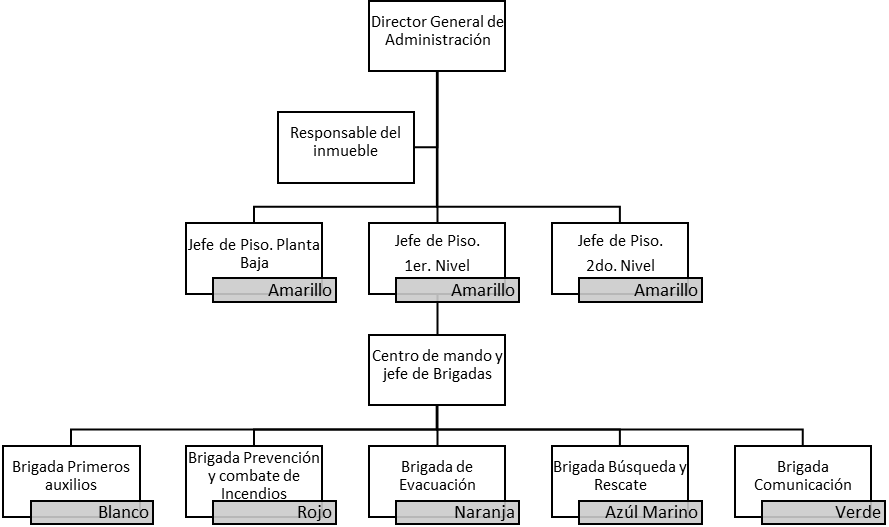 Director General de
Administración
Responsable del
inmueble
Jefe de Piso. Planta
Baja
Amarillo
Jefe de Piso.
1er. Nivel
Amarillo
Jefe de Piso.
2do. Nivel
Amarillo
Centro de mando y
jefe de Brigadas
Brigada Primeros
auxilios
Blanco
Brigada Prevención
y combate de
Incendios
Rojo
Brigada de
Evacuación
Naranja
Brigada Búsqueda y
Rescate
Azúl Marino
Brigada
Comunicación
Verde